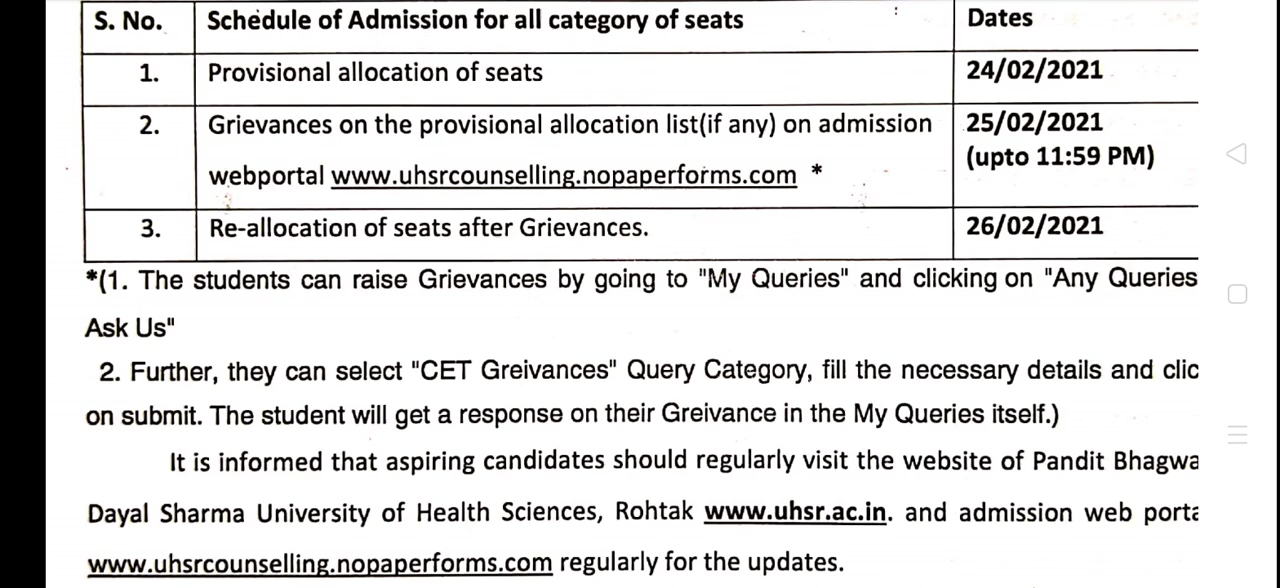 S. No. Schedule of Admission for all category of seats Dates
1. Provisional allocation of seats 24/02/2021
2. Grievances on the provisional allocation list(if any) on admission 25/02/2021
webportal www.uhsrcounselling.nopaperforms.com * (upto 11:59 PM)
3. Re-allocation of seats after Grievances. 26/02/2021
*(1. The students can raise Grievances by going to "My Queries" and clicking on "Any Queries
Ask Us"
2. Further, they can select "CET Greivances" Query Category, fill the necessary details and clic
on submit. The student will get a response on their Greivance in the My Queries itself.)
It is informed that aspiring candidates should regularly visit the website of Pandit Bhagwa
Dayal Sharma University of Health Sciences, Rohtak www.uhsr.ac.in. and admission web porta
www.uhsrcounselling.nopaperforms.com regularly for the updates.